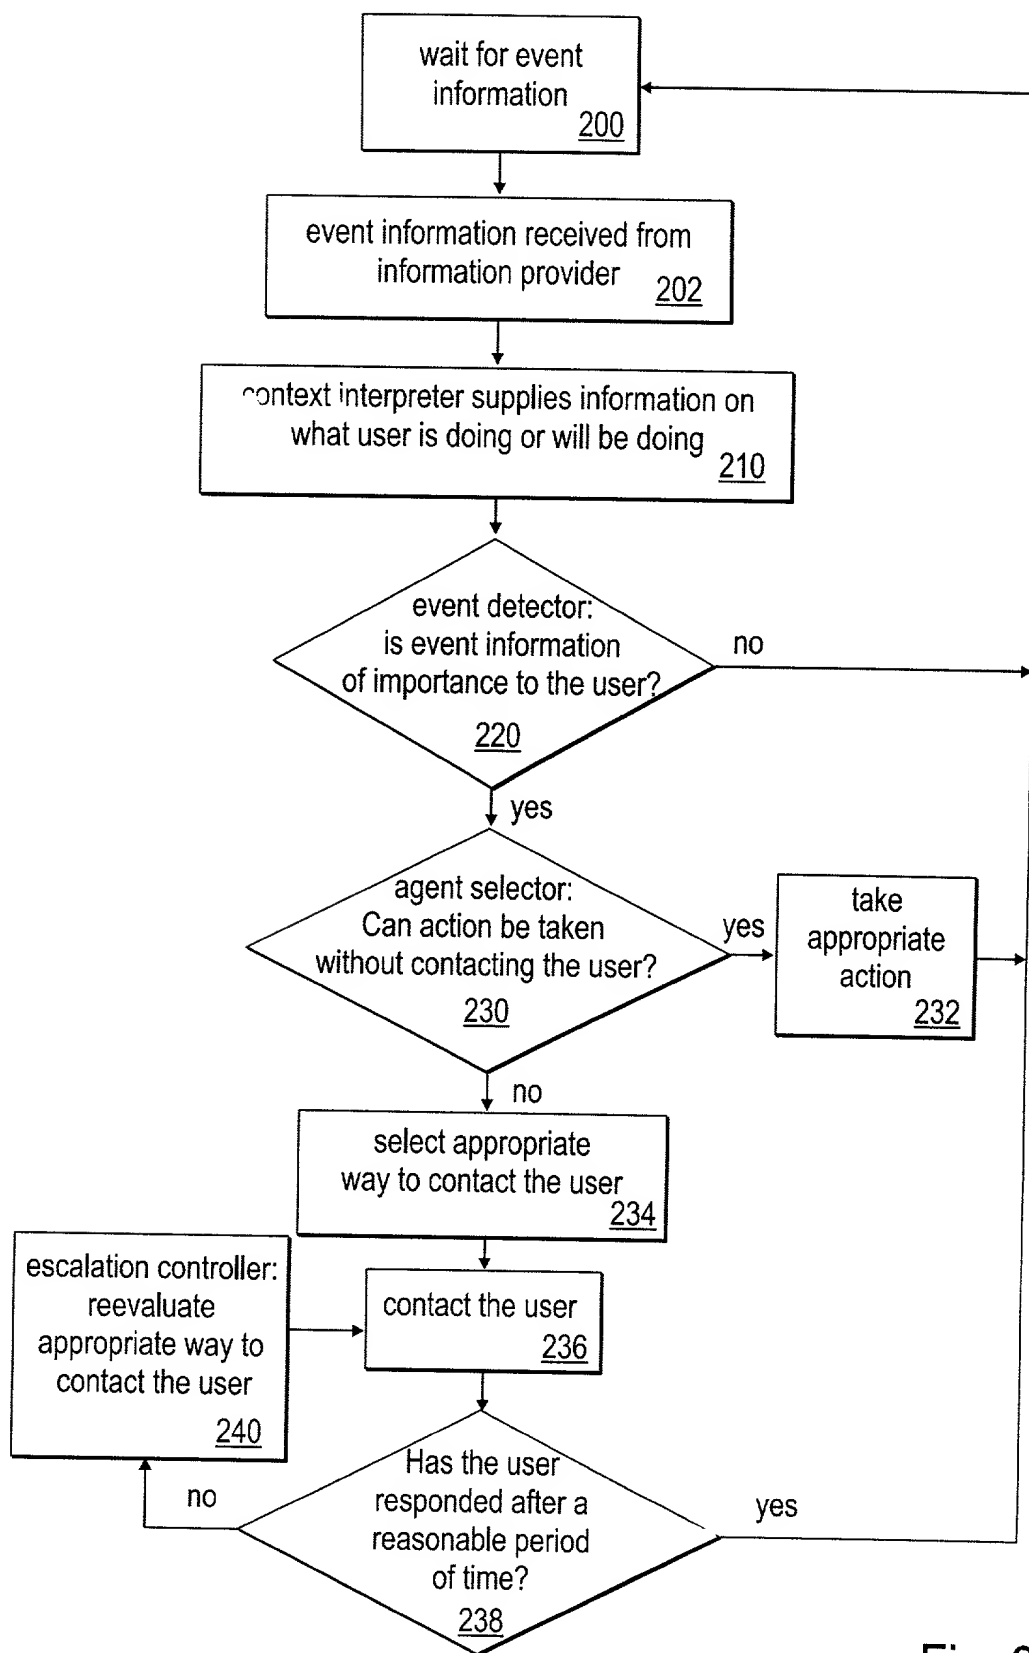 wait for event
information
200
event information received from
information provider
202
context interpreter supplies information on
what user is doing or will be doing
210
event detector:
is event information
of importance to the user?
220
no
yes
agent selector:
Can action be taken
without contacting the user?
230
yes
take
appropriate
action
232
no
select appropriate
way to contact the user
234
escalation controller:
reevaluate
appropriate way to
contact the user
240
contact the user
236
Has the user
responded after a
reasonable period
of time?
238
no
yes
Fig.